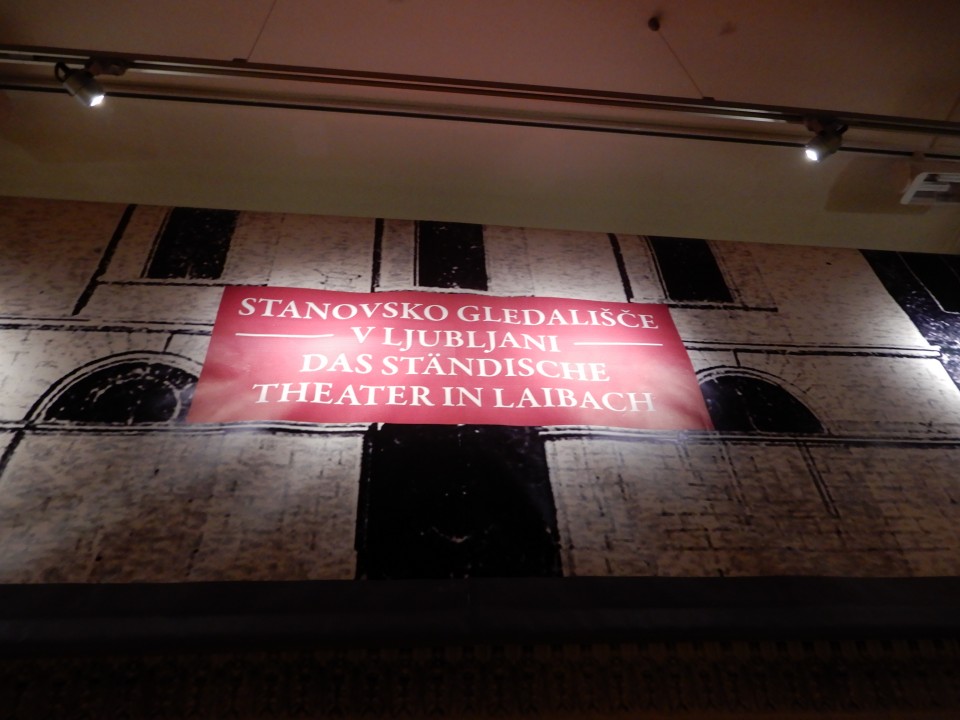 STANOVSKO GLEDALIŠČE
V LJUBLJANI
DAS STÄNDISCHE
THEATER IN LAIBACH